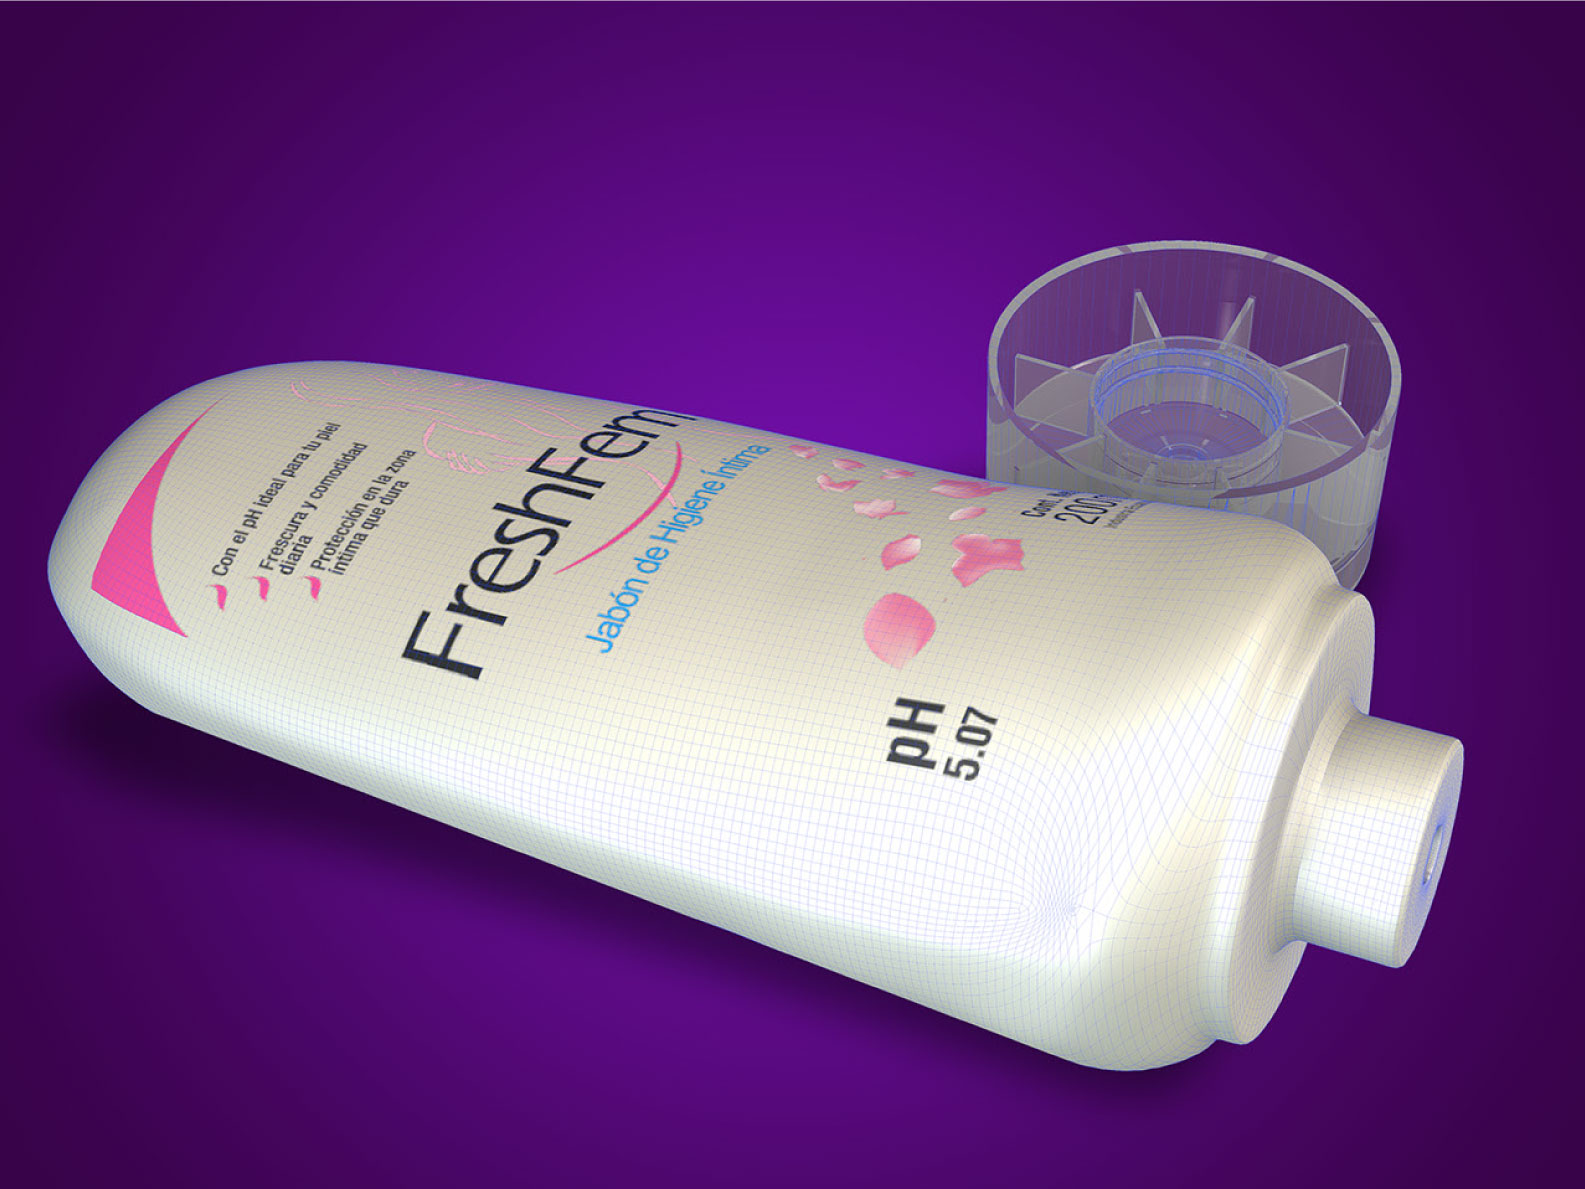 Con el pH ideal para tu piel
Frescura y comodidad
diaria
Protección en la zona
íntima que dura
FreshFem
Jabón de Higiene Íntima
Cont.
200
pH
5.07